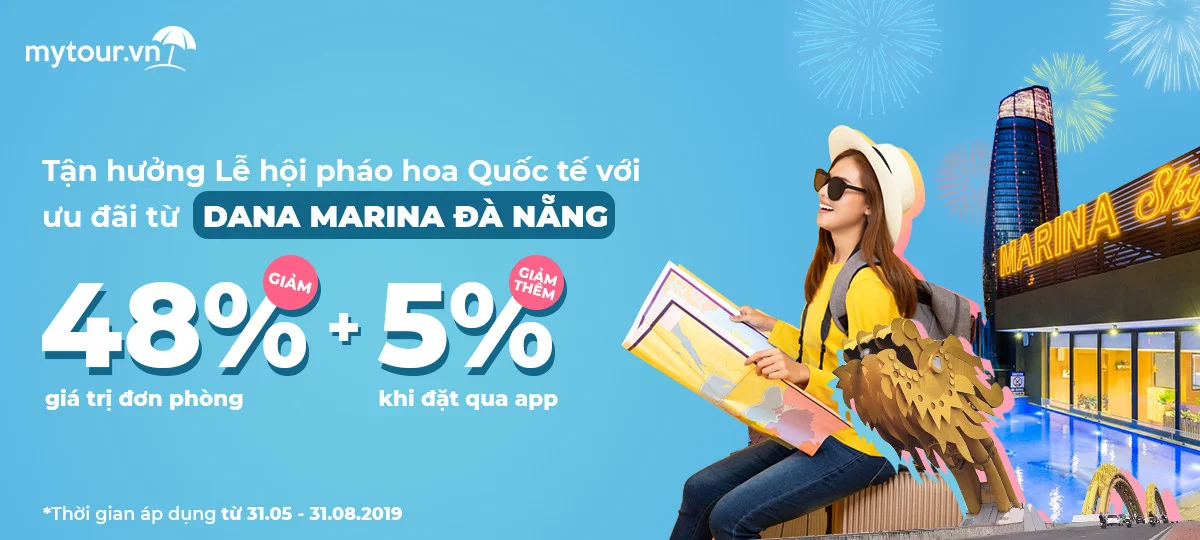 mytour.vn
Tận hưởng Lễ hội pháo hoa Quốc tế với
ưu đãi từ DANA MARINA ĐÀ NẴNG
48% GIẢM + 5% GIẢM THÊM
giá trị đơn phòng
khi đặt qua app
*Thời gian áp dụng từ 31.05 - 31.08.2019
MARINA Sky